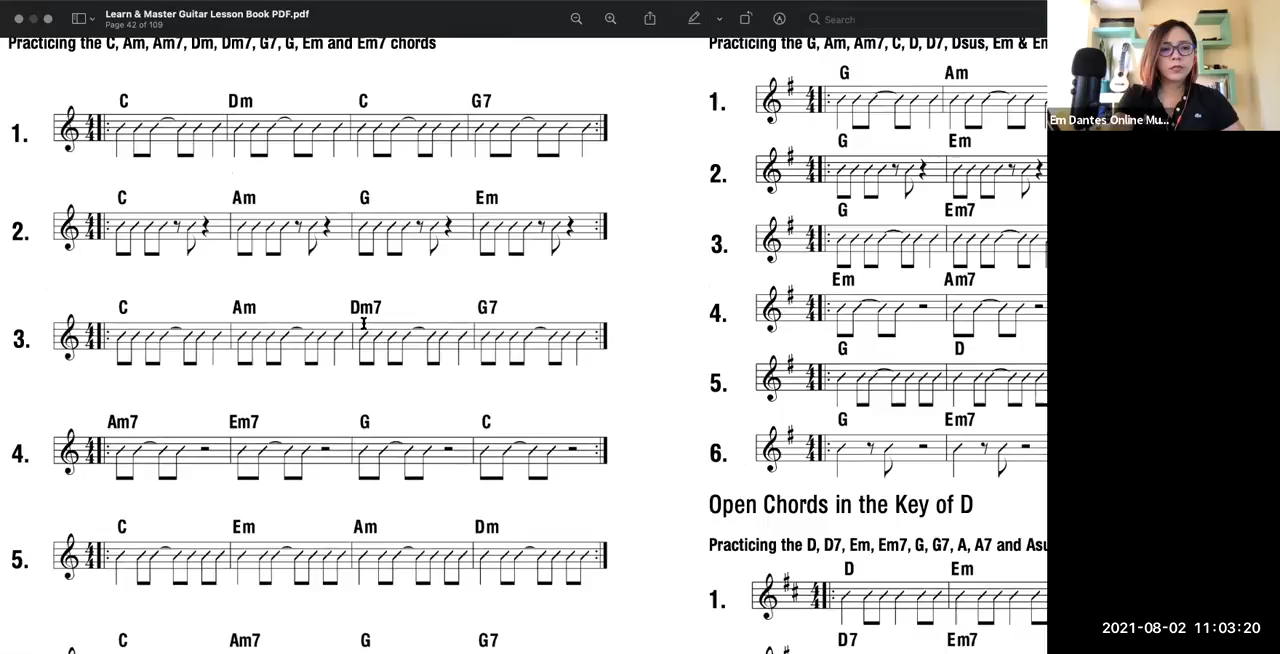 Learn & Master Guitar Lesson Book PDF.pdf
Page 42 of 109
Search
Practicing the C, Am, Am7, Dm, Dm7, G7, G, Em and Em7 chords
C Dm C G7
1.
C Am G Em
2.
C Am Dm7 G7
3.
Am7 Em7 G C
4.
C Em Am Dm
5.
C Am7 G G7
Practicing the G, Am, Am7, C, D, D7, Dsus, Em & Em
G Am
1.
G Em
2.
G Em7
3.
Em Am7
4.
G D
5.
G Em7
6.
Open Chords in the Key of D
Practicing the D, D7, Em, Em7, G, G7, A, A7 and Asu
D Em
1.
D7 Em7
Em Dantes Online Mu...
2021-08-02 11:03:20